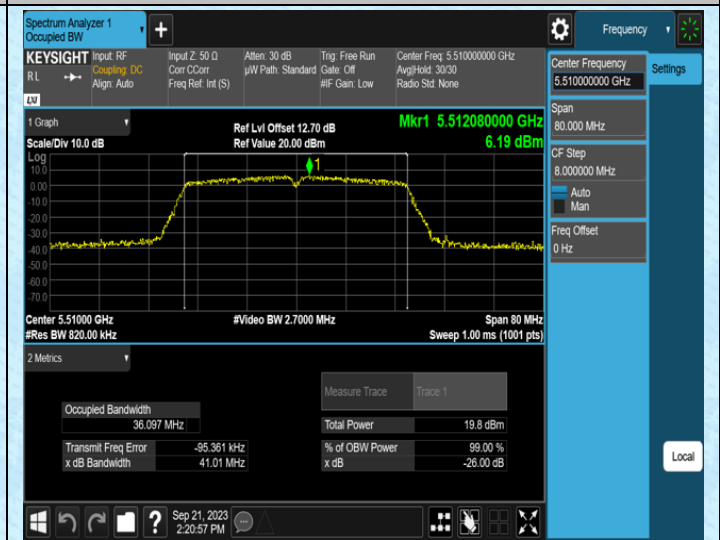 Spectrum Analyzer 1
Occupied BW
+
Frequency
KEYSIGHT
RL
LXI
Input: RF
Coupling: DC
Align: Auto
Input Z: 50 Ω
Corr CCorr
Freq Ref: Int (S)
Atten: 30 dB
µW Path: Standard
Trig: Free Run
Gate: Off
#IF Gain: Low
Center Freq: 5.510000000 GHz
Avg|Hold: 30/30
Radio Std: None
Center Frequency
5.510000000 GHz
Settings
Span
80.000 MHz
CF Step
8.000000 MHz
Auto
Man
Freq Offset
0 Hz
Local
1 Graph
Scale/Div 10.0 dB
Ref Lvl Offset 12.70 dB
Ref Value 20.00 dBm
Mkr1 5.512080000 GHz
6.19 dBm
Log
10.0
0.00
-10.0
-20.0
-30.0
-40.0
-50.0
-60.0
-70.0
1
Center 5.51000 GHz
#Res BW 820.00 kHz
#Video BW 2.7000 MHz
Span 80 MHz
Sweep 1.00 ms (1001 pts)
2 Metrics
Measure Trace
Trace 1
Occupied Bandwidth
36.097 MHz
Total Power
19.8 dBm
Transmit Freq Error
-95.361 kHz
% of OBW Power
99.00 %
x dB Bandwidth
41.01 MHz
x dB
-26.00 dB
?
Sep 21, 2023
2:20:57 PM